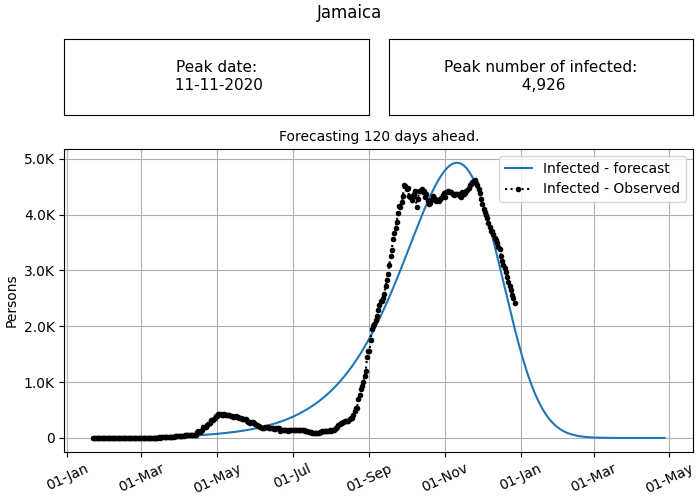 Jamaica
Peak date:
11-11-2020
Peak number of infected:
4,926
Forecasting 120 days ahead.
Infected - forecast
Infected - Observed
Persons
5.0K
4.0K
3.0K
2.0K
1.0K
0
01-Jan
01-Mar
01-May
01-Jul
01-Sep
01-Nov
01-Jan
01-Mar
01-May